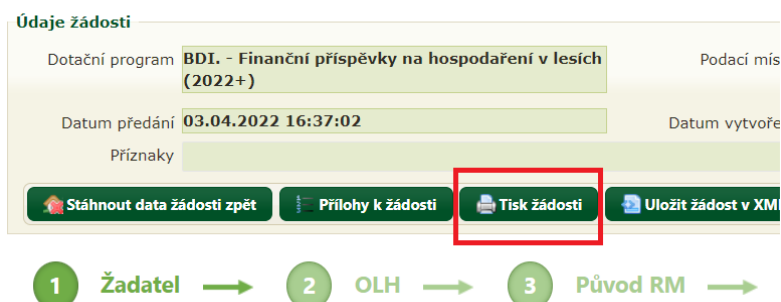 Údaje žádosti
Dotační program BDI. - Finanční příspěvky na hospodaření v lesích Podací mís
(2022+)
Datum předání 03.04.2022 16:37:02 Datum vytvoře
Příznaky
Stáhnout data žádosti zpět Přílohy k žádosti Tisk žádosti Uložit žádost v XM
1 Žadatel 2 OLH 3 Původ RM